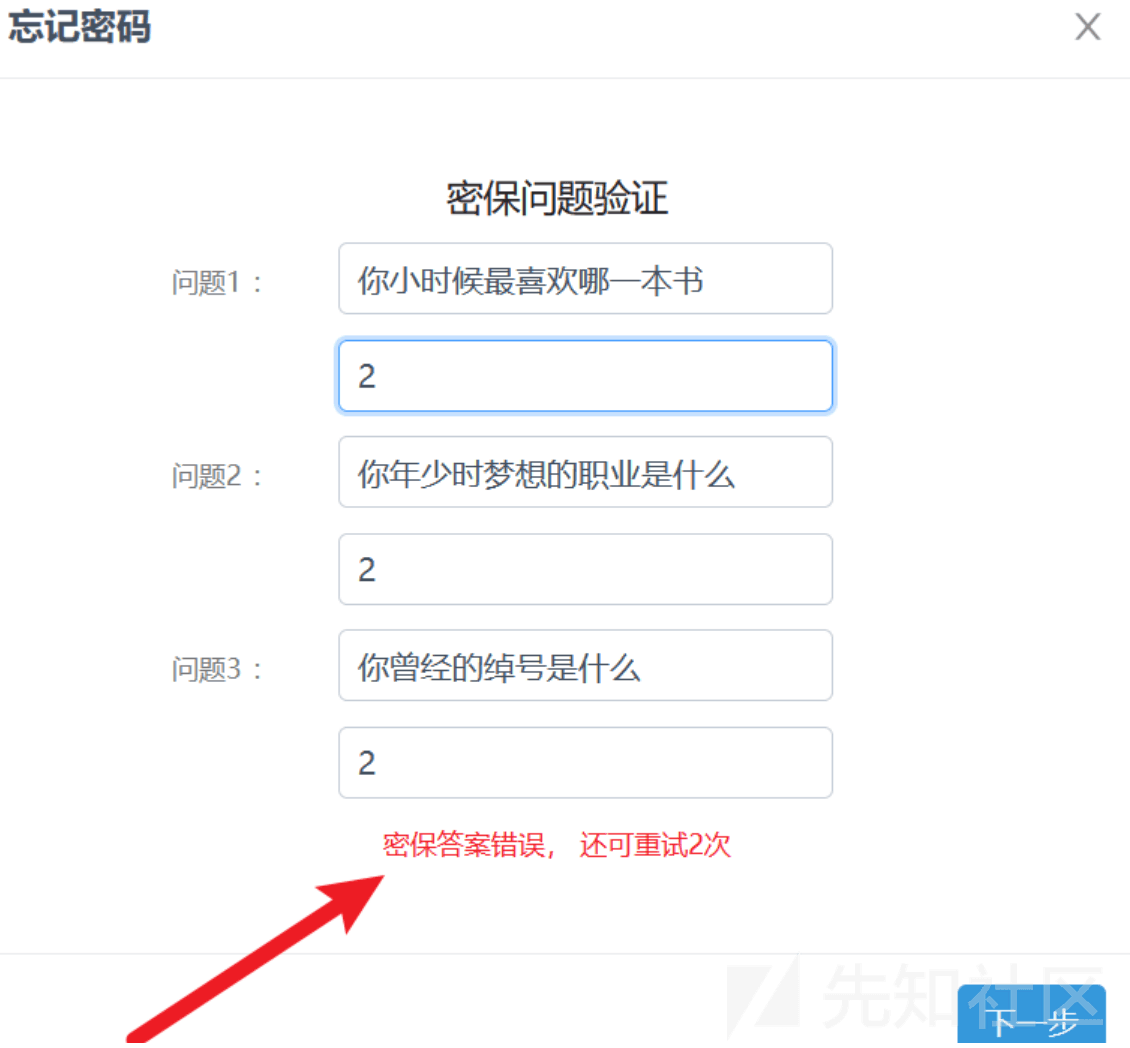 忘记密码
密保问题验证
问题1 ：
你小时候最喜欢哪一本书
2
问题2 ：
你年少时梦想的职业是什么
2
问题3 ：
你曾经的绰号是什么
2
密保答案错误， 还可重试2次
先知社区
下一步